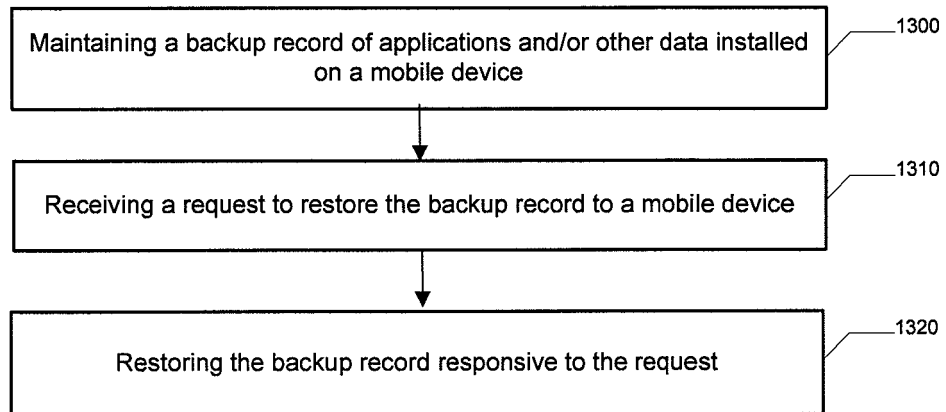 Maintaining a backup record of applications and/or other data installed
on a mobile device
1300
Receiving a request to restore the backup record to a mobile device
1310
Restoring the backup record responsive to the request
1320